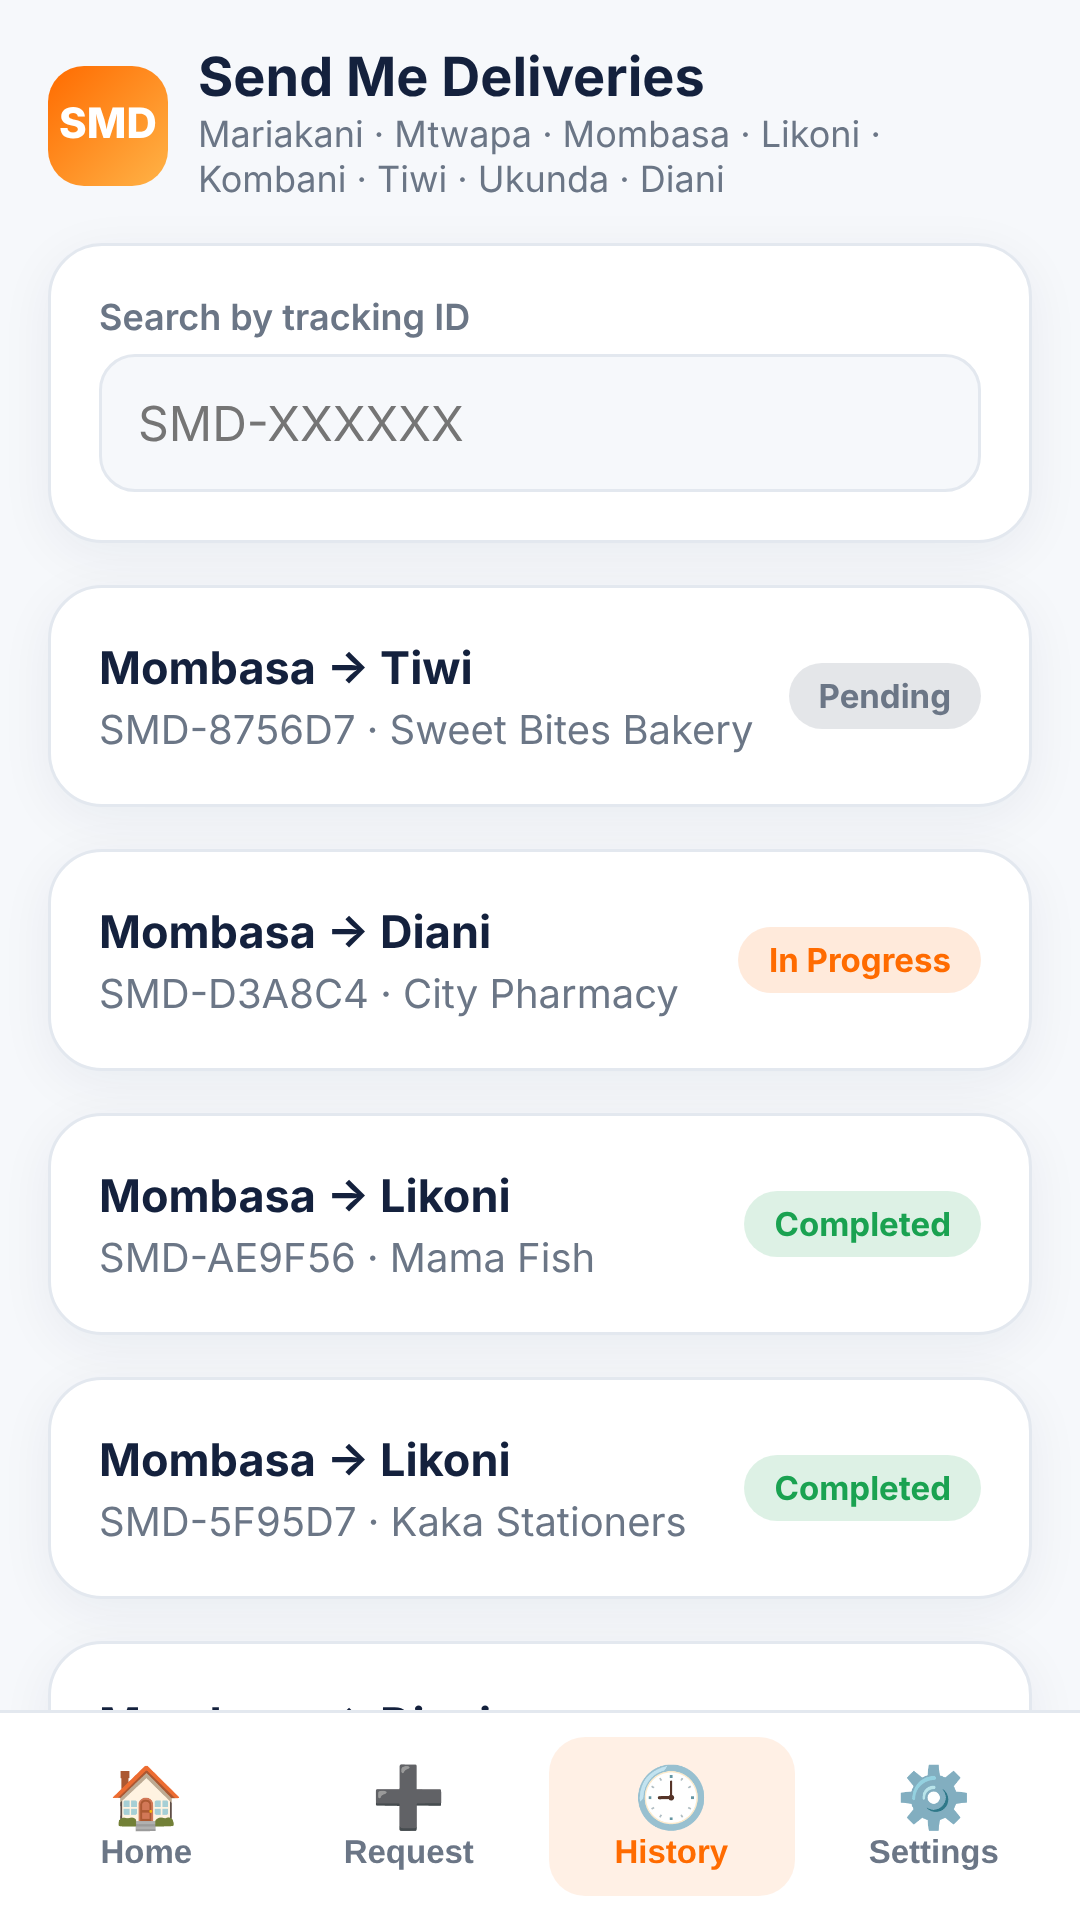 SMD
Send Me Deliveries
Mariakani · Mtwapa · Mombasa · Likoni ·
Kombani · Tiwi · Ukunda · Diani
Search by tracking ID
SMD-XXXXXX
Mombasa → Tiwi
SMD-8756D7 · Sweet Bites Bakery
Pending
Mombasa → Diani
SMD-D3A8C4 · City Pharmacy
In Progress
Mombasa → Likoni
SMD-AE9F56 · Mama Fish
Completed
Mombasa → Likoni
SMD-5F95D7 · Kaka Stationers
Completed
Home
Request
History
Settings